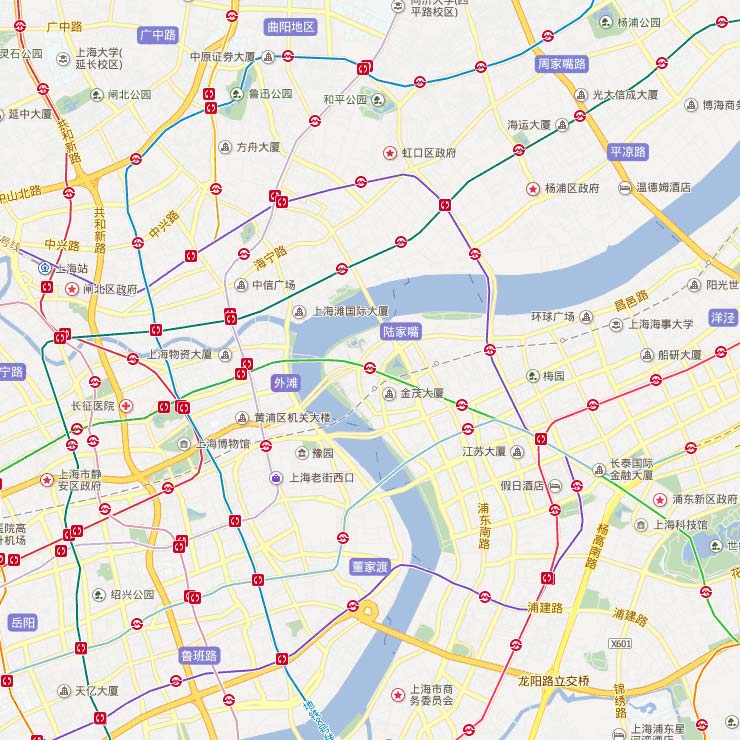 同济大学(四
平路校区)
广中路
曲阳地区
杨浦公园
广中路
灵石公园
上海大学(
延长校区)
中原证券大厦
周家嘴路
闸北公园
鲁迅公园
和平公园
光大信成大厦
博海商务
延中大厦
共和新路
海运大厦
方舟大厦
虹口区政府
平凉路
中山北路
杨浦区政府
温德姆酒店
共和新路
中兴路
中兴路
号线
海宁路
上海站
闸北区政府
中信广场
阳光世
昌邑路
上海滩国际大厦
环球广场
上海海事大学
洋泾
陆家嘴
上海物资大厦
船研大厦
宁路
外滩
梅园
长征医院
金茂大厦
黄浦区机关大楼
上海博物馆
豫园
江苏大厦
长泰国际
金融大厦
上海市静
安区政府
上海老街西口
假日酒店
浦东新区政府
浦东南路
医院高
升机场
杨高南路
上海科技馆
世
董家渡
花
绍兴公园
浦建路
浦建路
岳阳
X601
鲁班路
龙阳路立交桥
天亿大厦
上海市商
务委员会
锦绣路
地铁8号线
上海浦东星
河湾酒店